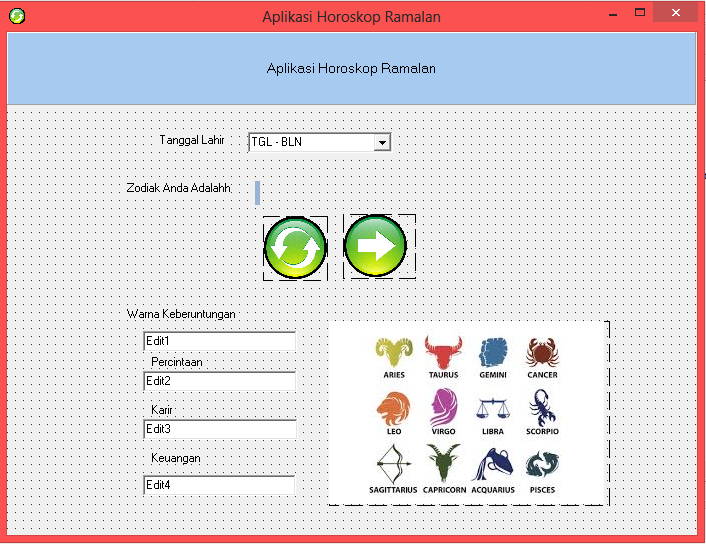 Aplikasi Horoskop Ramalan
Aplikasi Horoskop Ramalan
Tanggal Lahir
TGL - BLN
Zodiak Anda Adalahh
Warna Keberuntungan
Edit1
Percintaan
Edit2
Karir
Edit3
Keuangan
Edit4
ARIES TAURUS GEMINI CANCER
LEO VIRGO LIBRA SCORPIO
SAGITTARIUS CAPRICORN ACQUARIUS PISCES